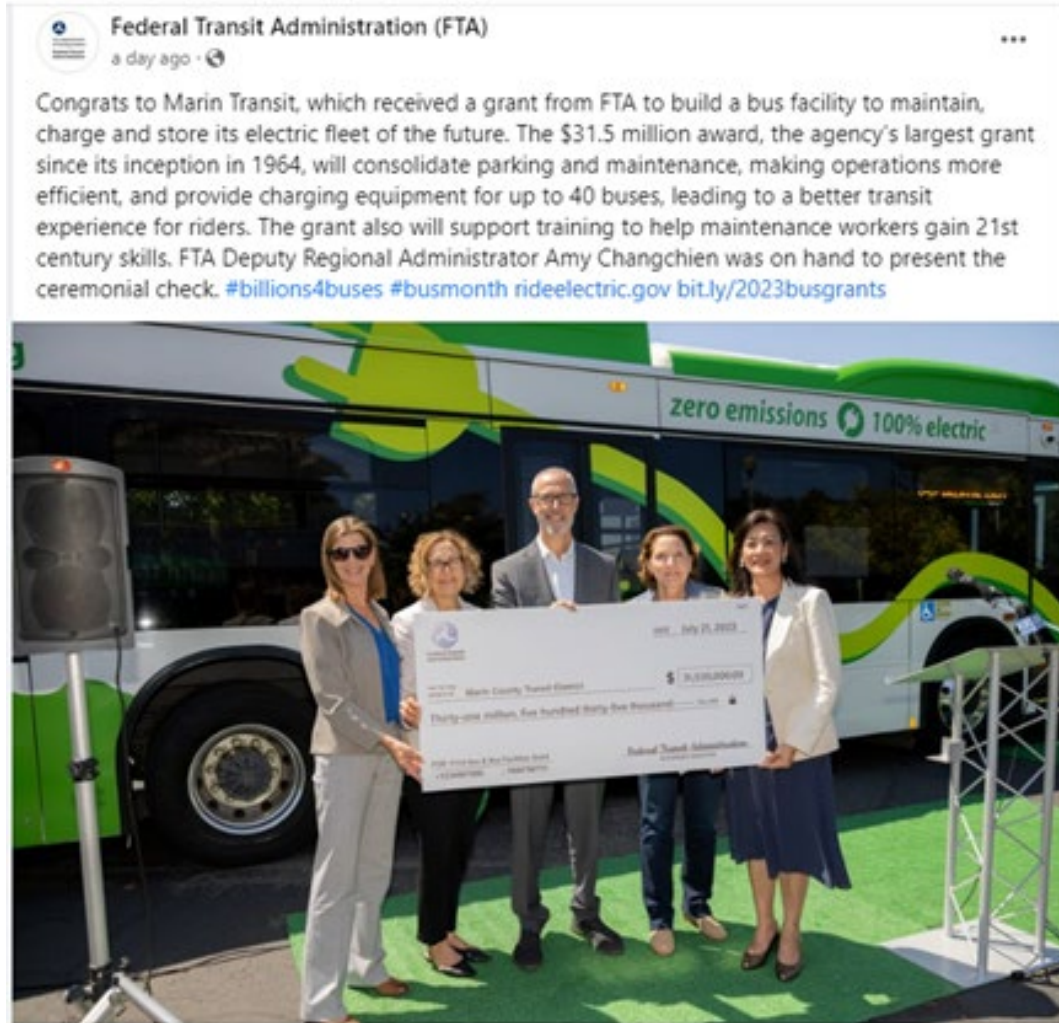 Federal Transit Administration (FTA)
a day ago ·
Congrats to Marin Transit, which received a grant from FTA to build a bus facility to maintain,
charge and store its electric fleet of the future. The $31.5 million award, the agency's largest grant
since its inception in 1964, will consolidate parking and maintenance, making operations more
efficient, and provide charging equipment for up to 40 buses, leading to a better transit
experience for riders. The grant also will support training to help maintenance workers gain 21st
century skills. FTA Deputy Regional Administrator Amy Changchien was on hand to present the
ceremonial check. #billions4buses #busmonth rideelectric.gov bit.ly/2023busgrants
zero emissions 100% electric
July 21, 2023
Marin County Transit District
$ 31,535,000.00
Thirty-one million, five hundred thirty-five thousand
Federal Transit Administration